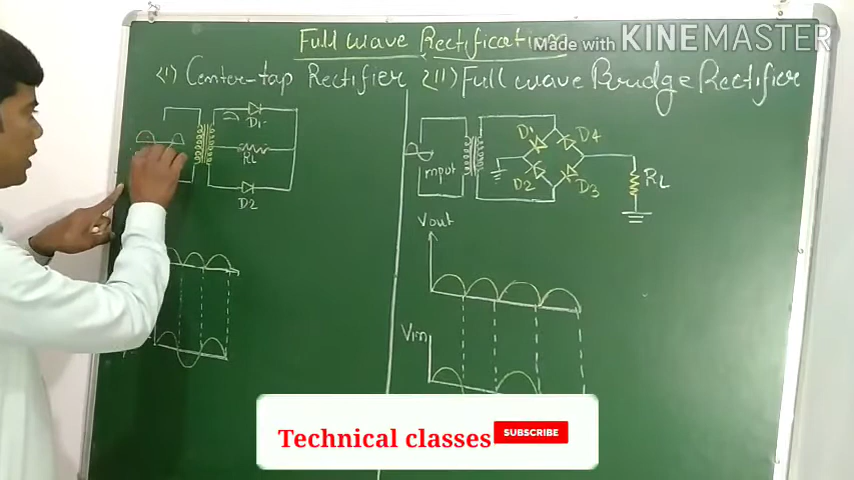 Full wave Rectification
Made with KINEMASTER
(i) Center-tap Rectifier
(ii) Full wave Bridge Rectifier
D1
RL
D2
D1
D4
Input
D2
D3
RL
Vout
Vin
Technical classes
SUBSCRIBE